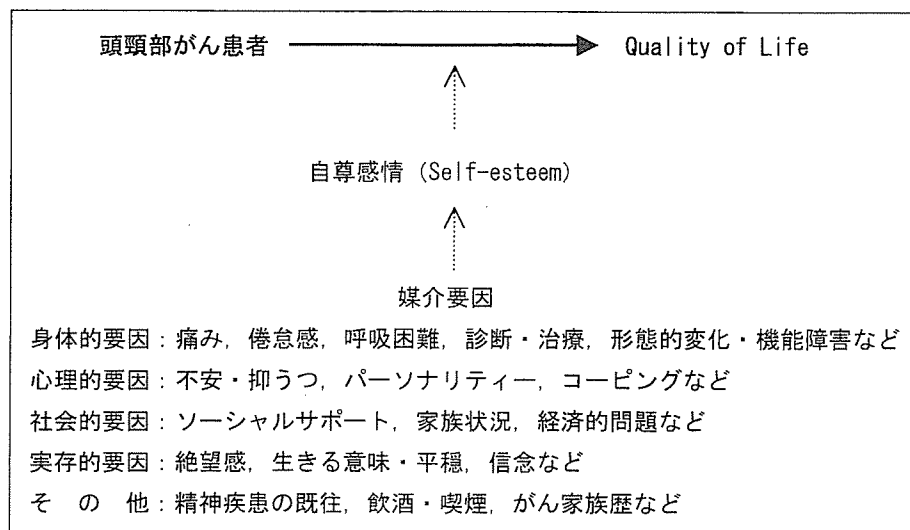 頭頸部がん患者 Quality of Life
自尊感情 (Self-esteem)
媒介要因
身体的要因：痛み，倦怠感，呼吸困難，診断・治療，形態的変化・機能障害など
心理的要因：不安・抑うつ，パーソナリティー，コーピングなど
社会的要因：ソーシャルサポート，家族状況，経済的問題など
実存的要因：絶望感，生きる意味・平穏，信念など
そ の 他：精神疾患の既往，飲酒・喫煙，がん家族歴など